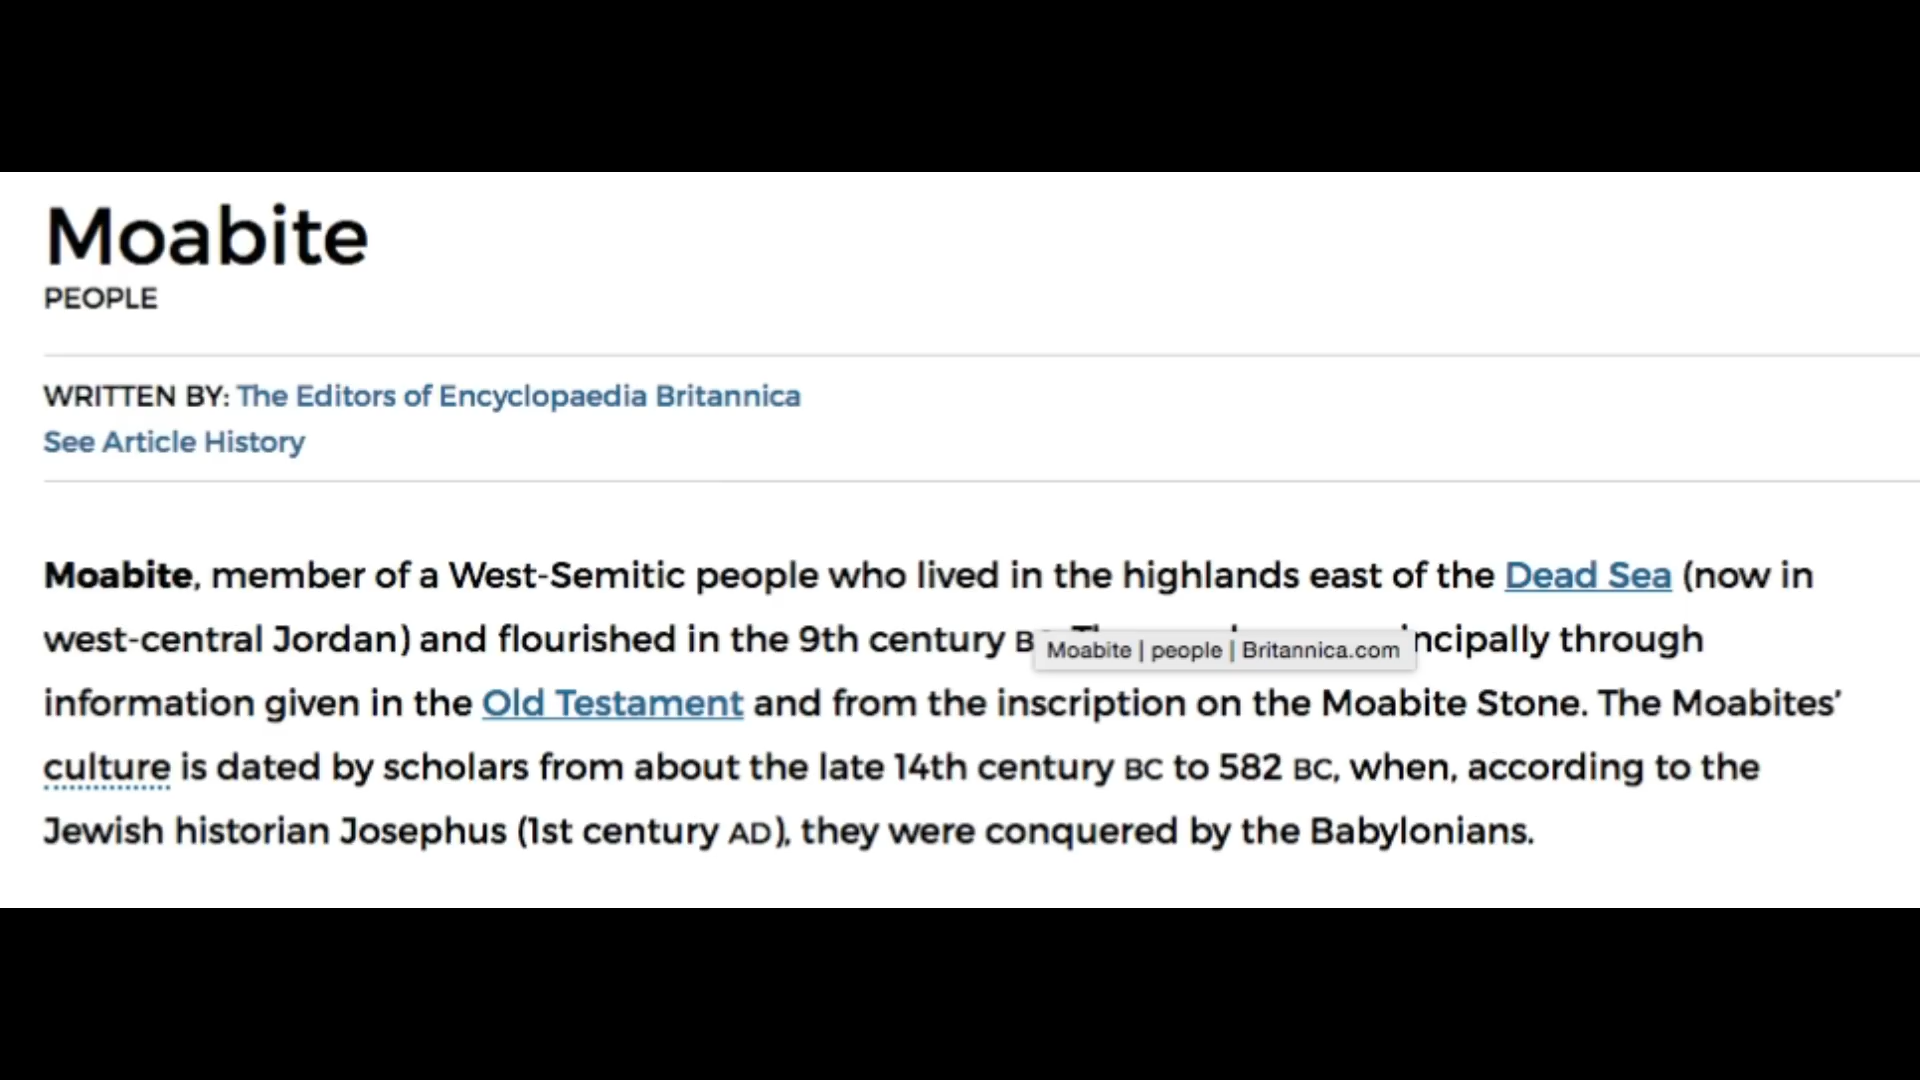 Moabite
PEOPLE
WRITTEN BY: The Editors of Encyclopaedia Britannica
See Article History
Moabite, member of a West-Semitic people who lived in the highlands east of the Dead Sea (now in
west-central Jordan) and flourished in the 9th century through
Moabite | people | Britannica.com
information given in the Old Testament and from the inscription on the Moabite Stone. The Moabites’
culture is dated by scholars from about the late 14th century BC to 582 BC, when, according to the
Jewish historian Josephus (1st century AD), they were conquered by the Babylonians.